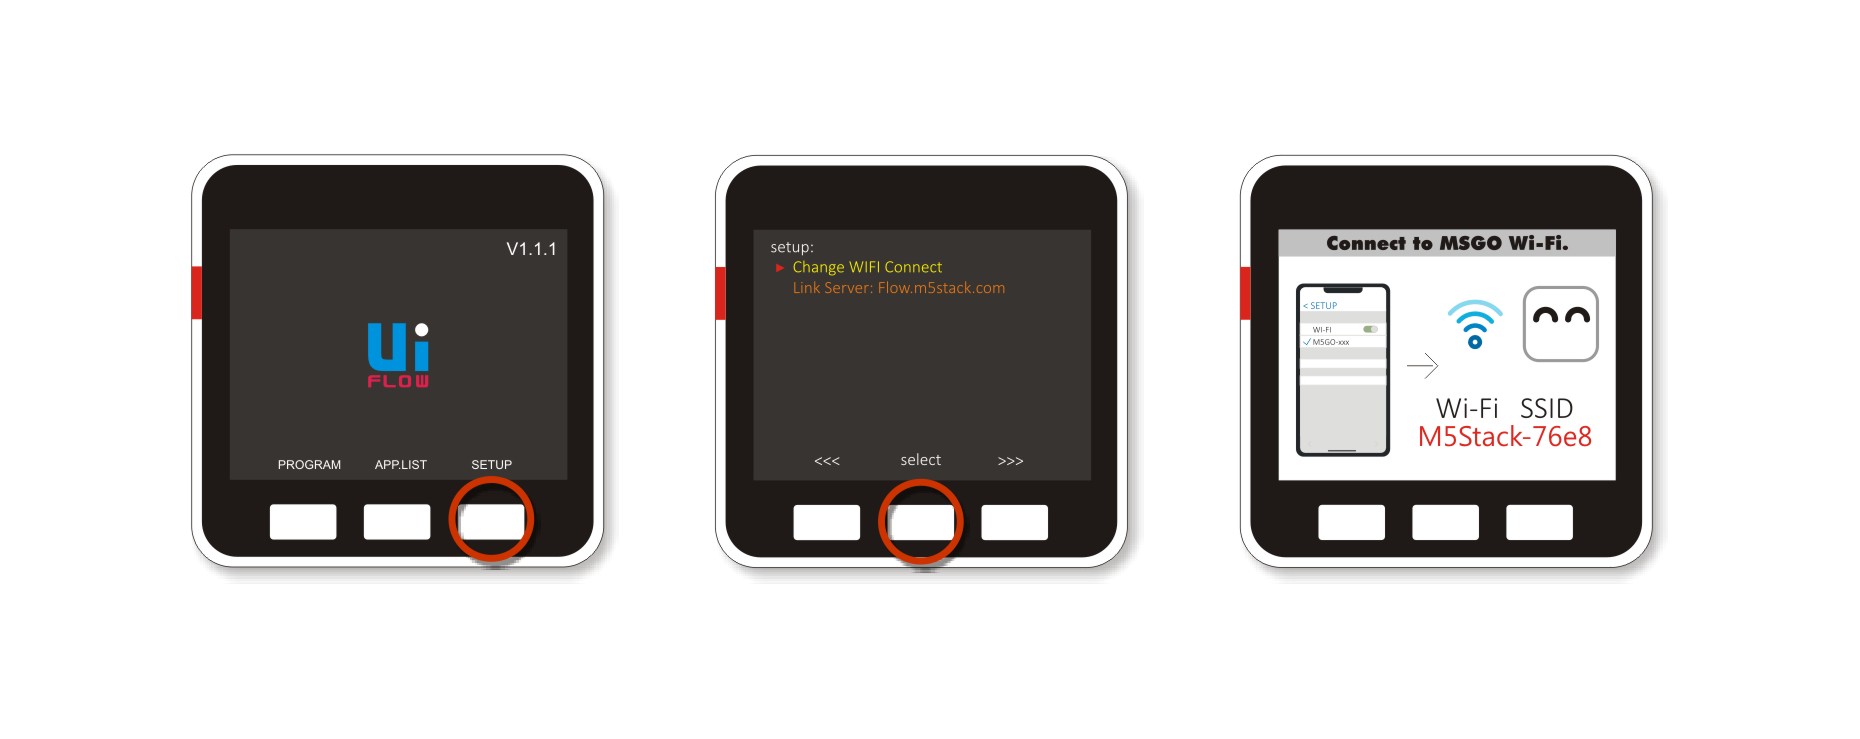 V1.1.1
Ui
FLOW
PROGRAM APP.LIST SETUP
setup:
Change WIFI Connect
Link Server: Flow.m5stack.com
<<< select >>>
Connect to MSGO Wi-Fi.
< SETUP
WI-FI
M5GO-xxx
Wi-Fi SSID
M5Stack-76e8